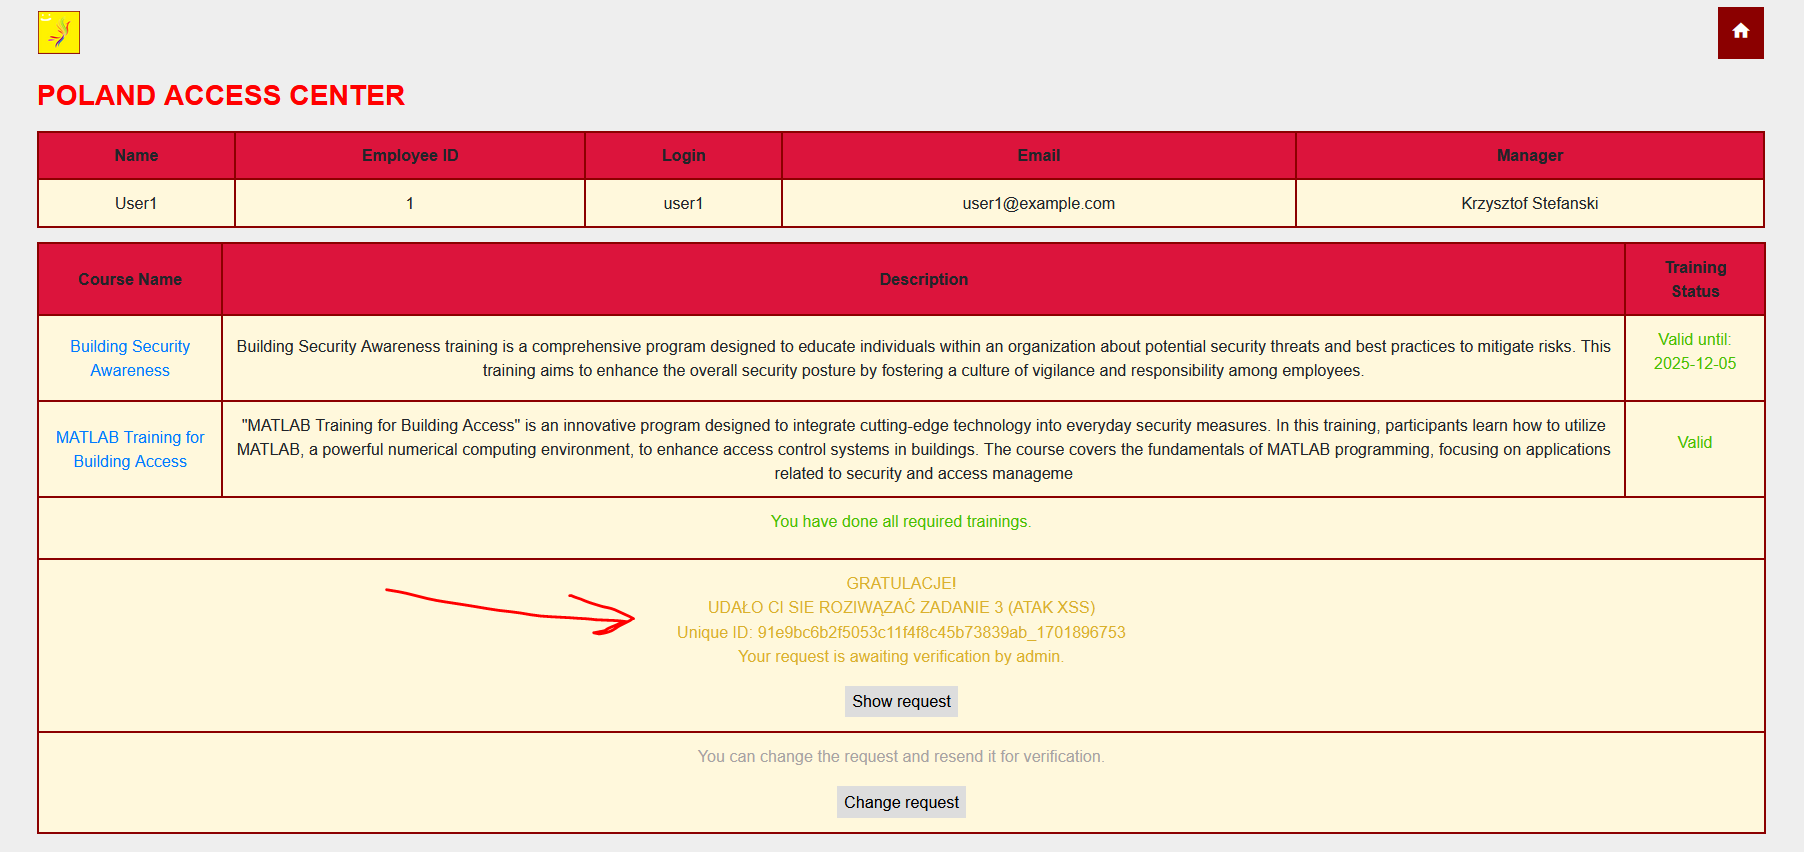 POLAND ACCESS CENTER
Name Employee ID Login Email Manager
User1 1 user1 user1@example.com Krzysztof Stefanski
Course Name Description Training
Status
Building Security
Awareness
Building Security Awareness training is a comprehensive program designed to educate individuals within an organization about potential security threats and best practices to mitigate risks. This
training aims to enhance the overall security posture by fostering a culture of vigilance and responsibility among employees.
Valid until:
2025-12-05
MATLAB Training for
Building Access
"MATLAB Training for Building Access" is an innovative program designed to integrate cutting-edge technology into everyday security measures. In this training, participants learn how to utilize
MATLAB, a powerful numerical computing environment, to enhance access control systems in buildings. The course covers the fundamentals of MATLAB programming, focusing on applications
related to security and access manageme
Valid
You have done all required trainings.
GRATULACJE!
UDAŁO CI SIE ROZIWĄZAĆ ZADANIE 3 (ATAK XSS)
Unique ID: 91e9bc6b2f5053c11f4f8c45b73839ab_1701896753
Your request is awaiting verification by admin.
Show request
You can change the request and resend it for verification.
Change request